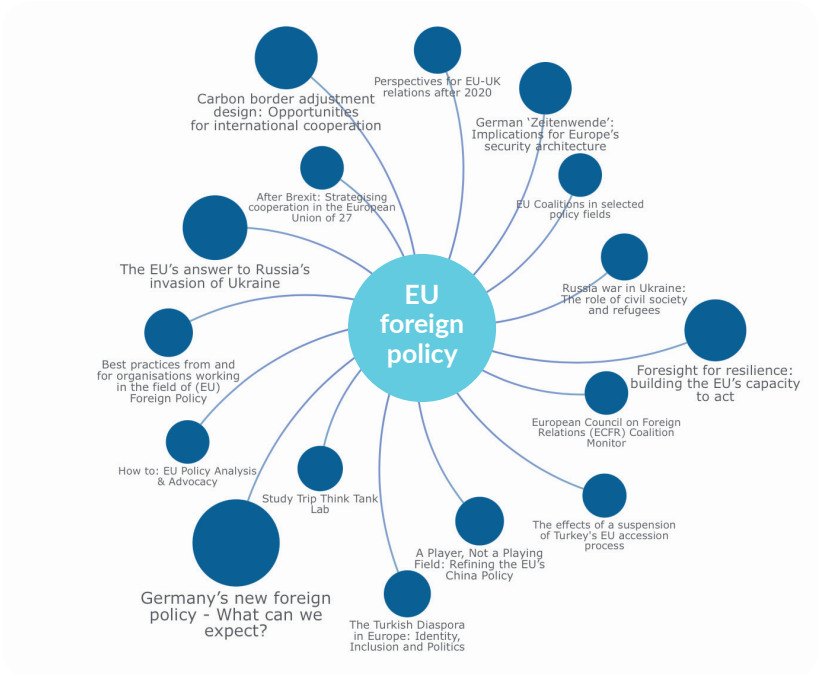 Carbon border adjustment
design: Opportunities
for international cooperation
Perspectives for EU-UK
relations after 2020
German ‘Zeitenwende’:
Implications for Europe’s
security architecture
After Brexit: Strategising
cooperation in the European
Union of 27
EU Coalitions in selected
policy fields
The EU’s answer to Russia’s
invasion of Ukraine
Russia war in Ukraine:
The role of civil society
and refugees
EU
foreign
policy
Best practices from and
for organisations working
in the field of (EU)
Foreign Policy
Foresight for resilience:
building the EU’s capacity
to act
European Council on Foreign
Relations (ECFR) Coalition
Monitor
How to: EU Policy Analysis
& Advocacy
Study Trip Think Tank
Lab
The effects of a suspension
of Turkey's EU accession
process
A Player, Not a Playing
Field: Refining the EU’s
China Policy
Germany’s new foreign
policy - What can we
expect?
The Turkish Diaspora
in Europe: Identity,
Inclusion and Politics